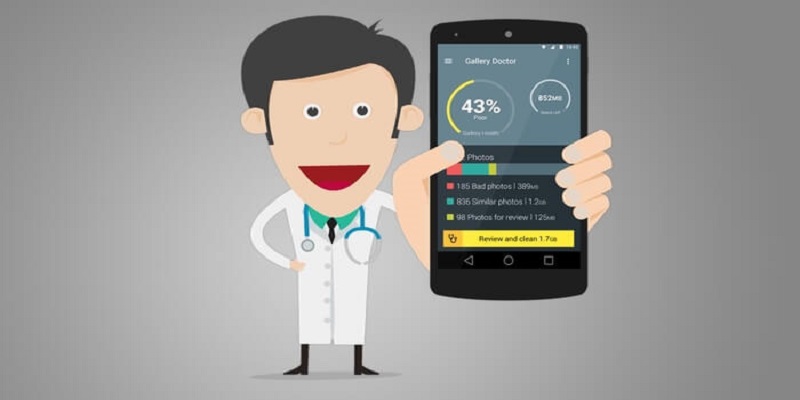 Gallery Doctor
43%
852MB
Gallery Health
Photos
185 Bad photos | 389MB
836 Similar photos | 1.2GB
98 Photos for review | 125MB
Review and clean 1.7GB